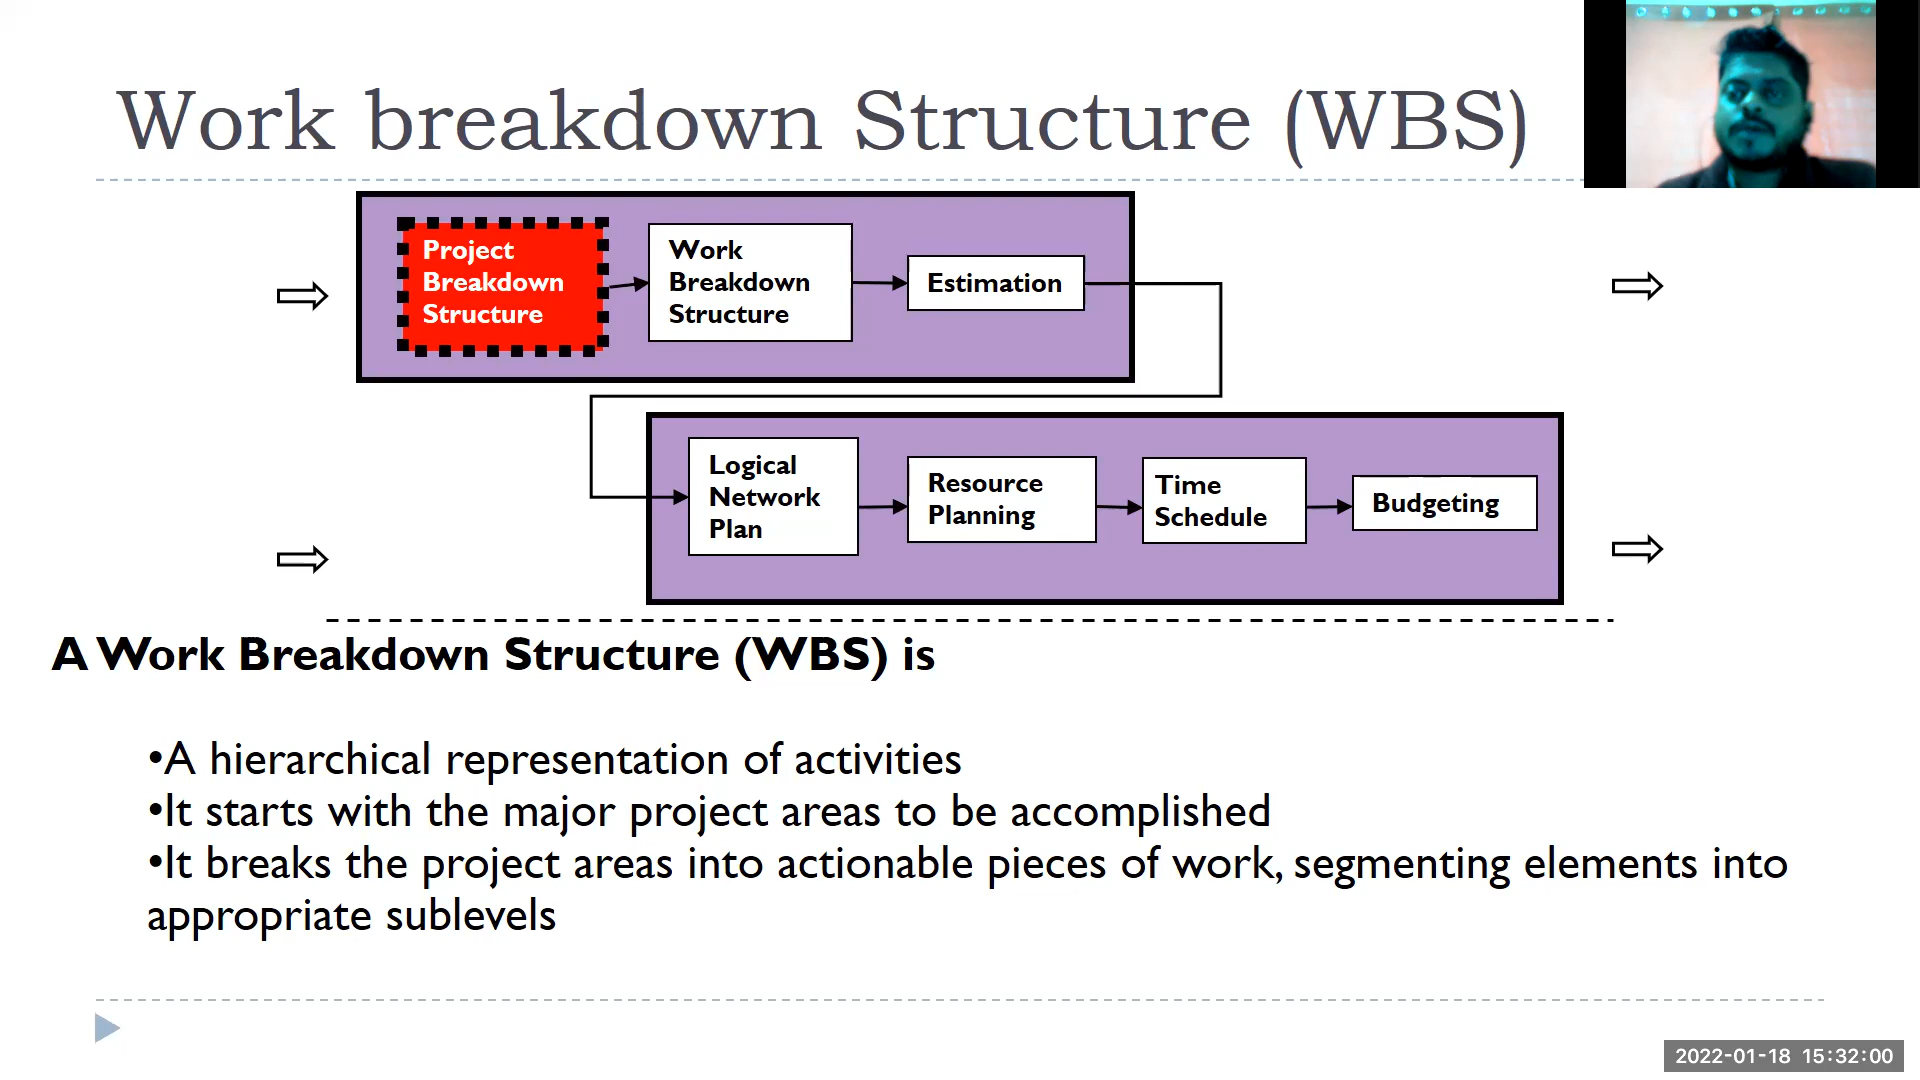 Work breakdown Structure (WBS)
Project
Breakdown
Structure
Work
Breakdown
Structure
Estimation
Logical
Network
Plan
Resource
Planning
Time
Schedule
Budgeting
A Work Breakdown Structure (WBS) is
•A hierarchical representation of activities
•It starts with the major project areas to be accomplished
•It breaks the project areas into actionable pieces of work, segmenting elements into
appropriate sublevels
2022-01-18 15:32:00